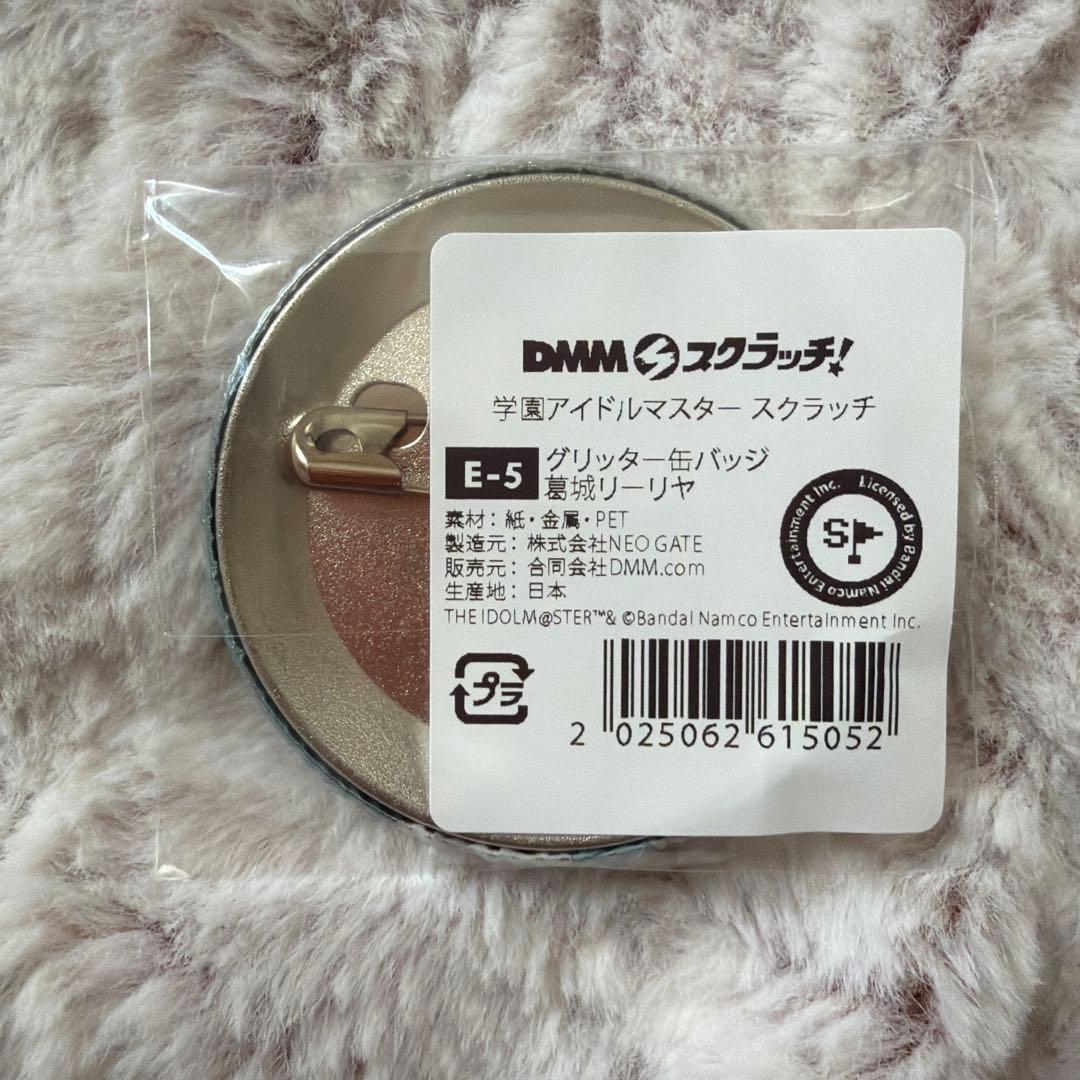 DMMスクラッチ!
学園アイドルマスター スクラッチ
E-5
グリッター缶バッジ
葛城リーリヤ
素材：紙・金属・PET
製造元：株式会社NEO GATE
販売元：合同会社DMM.com
生産地：日本
Licensed by Bandai Namco Entertainment Inc.
S
THE IDOLM@STER™& ©Bandai Namco Entertainment Inc.
プラ
2 025062 615052